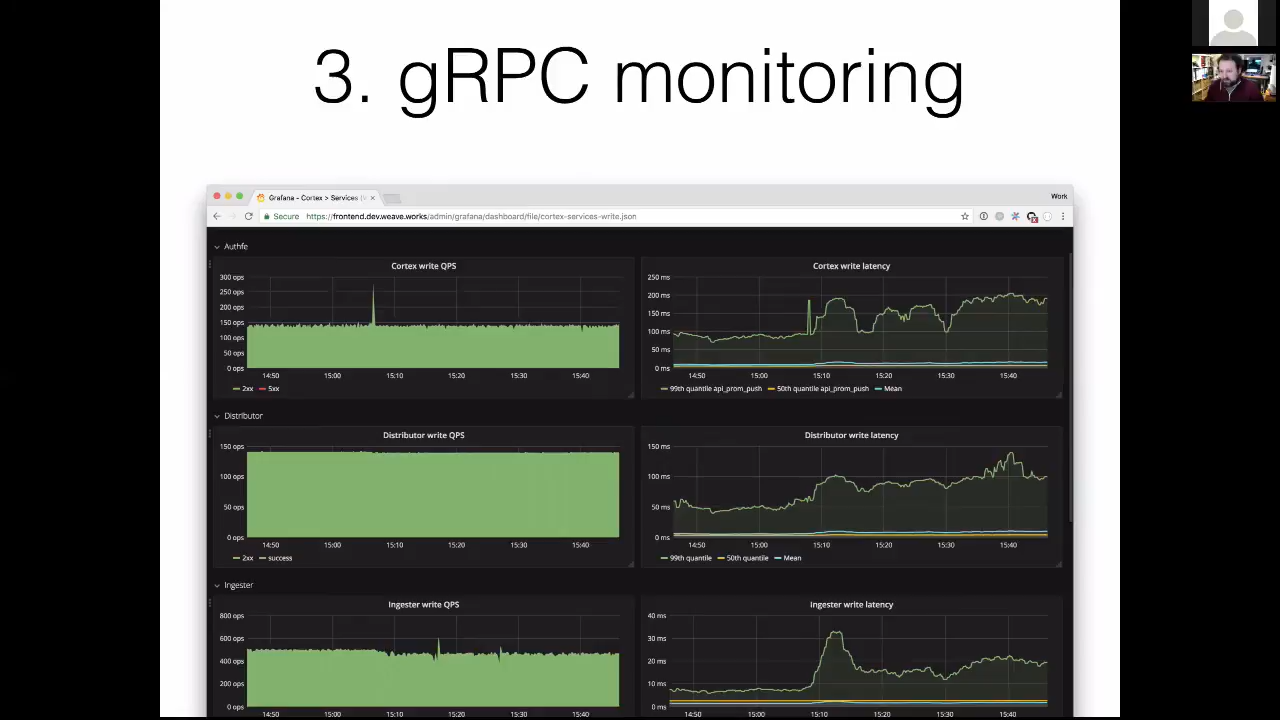 3. gRPC monitoring
Grafana - Cortex > Services (W
Work
Secure https://frontend.dev.weave.works/admin/grafana/dashboard/file/cortex-services-write.json
Authfe
Cortex write QPS
300 ops
250 ops
200 ops
150 ops
100 ops
50 ops
0 ops
14:50 15:00 15:10 15:20 15:30 15:40
2xx 5xx
Cortex write latency
250 ms
200 ms
150 ms
100 ms
50 ms
0 ms
14:50 15:00 15:10 15:20 15:30 15:40
99th quantile api_prom_push 50th quantile api_prom_push Mean
Distributor
Distributor write QPS
150 ops
100 ops
50 ops
0 ops
14:50 15:00 15:10 15:20 15:30 15:40
2xx success
Distributor write latency
150 ms
100 ms
50 ms
0 ms
14:50 15:00 15:10 15:20 15:30 15:40
99th quantile 50th quantile Mean
Ingester
Ingester write QPS
800 ops
600 ops
400 ops
200 ops
0 ops
14:50 15:00 15:10 15:20 15:30 15:40
Ingester write latency
40 ms
30 ms
20 ms
10 ms
0 ms
14:50 15:00 15:10 15:20 15:30 15:40